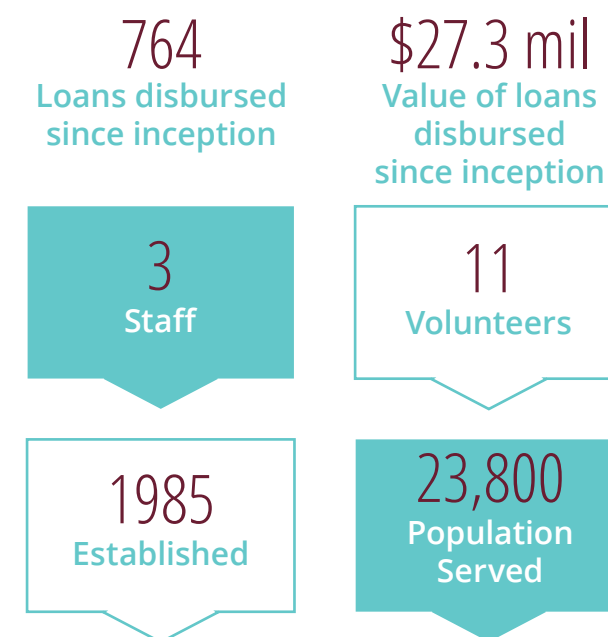 764
Loans disbursed
since inception
$27.3 mil
Value of loans
disbursed
since inception
3
Staff
11
Volunteers
1985
Established
23,800
Population
Served